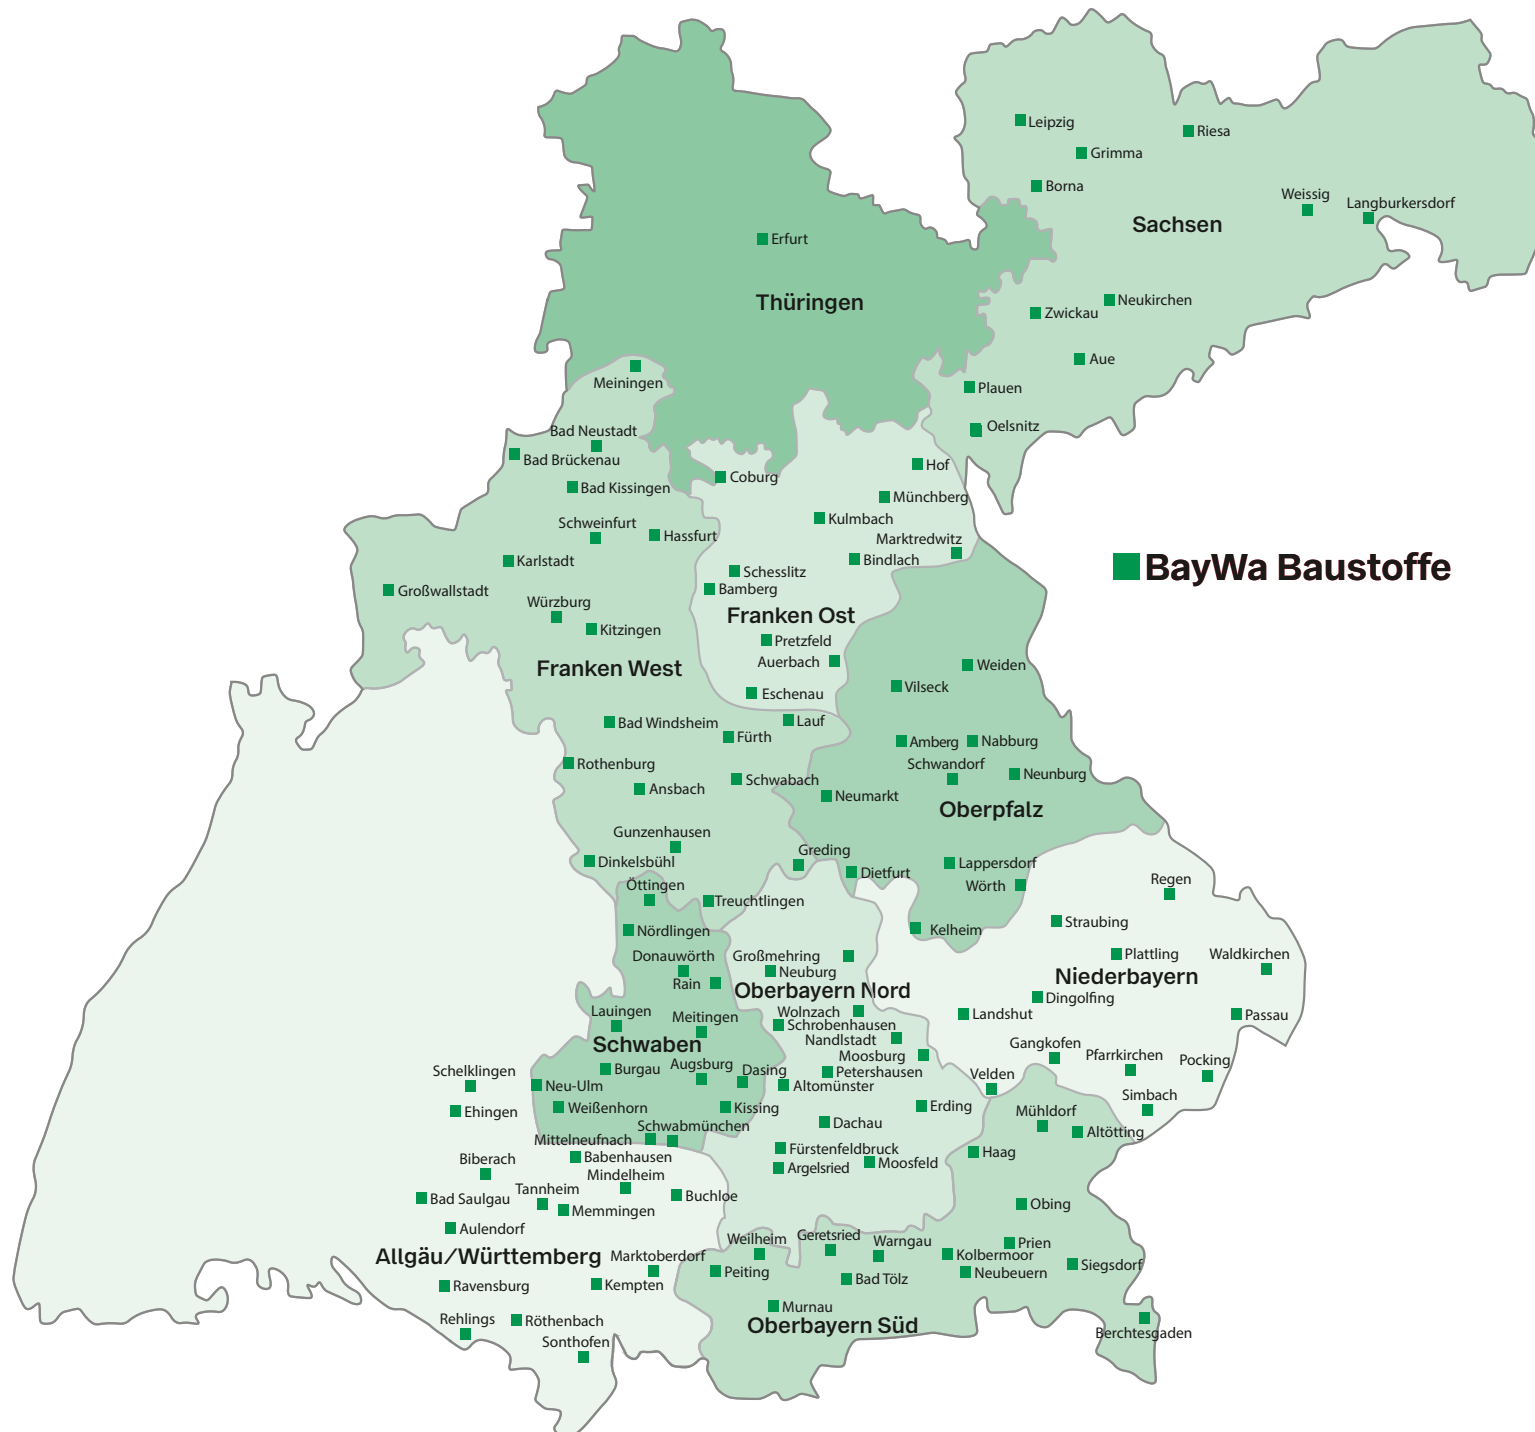 Leipzig
Riesa
Grimma
Borna
Weissig
Langburkersdorf
Sachsen
Erfurt
Thüringen
Neukirchen
Zwickau
Aue
Meiningen
Plauen
Oelsnitz
Bad Neustadt
Bad Brückenau
Hof
Coburg
Bad Kissingen
Münchberg
Kulmbach
Schweinfurt
Hassfurt
Marktredwitz
Karlstadt
Bindlach
BayWa Baustoffe
Schesslitz
Bamberg
Großwallstadt
Würzburg
Franken Ost
Kitzingen
Pretzfeld
Auerbach
Franken West
Weiden
Vilseck
Eschenau
Bad Windsheim
Lauf
Fürth
Amberg
Nabburg
Rothenburg
Schwandorf
Neunburg
Schwabach
Ansbach
Neumarkt
Oberpfalz
Gunzenhausen
Greding
Dinkelsbühl
Lappersdorf
Dietfurt
Regen
Öttingen
Wörth
Treuchtlingen
Straubing
Nördlingen
Kelheim
Donauwörth
Großmehring
Plattling
Waldkirchen
Neuburg
Niederbayern
Rain
Oberbayern Nord
Dingolfing
Lauingen
Wolnzach
Landshut
Passau
Meitingen
Schrobenhausen
Nandlstadt
Schwaben
Gangkofen
Moosburg
Pfarrkirchen
Pocking
Augsburg
Burgau
Dasing
Schelklingen
Petershausen
Velden
Neu-Ulm
Altomünster
Simbach
Ehingen
Weißenhorn
Kissing
Erding
Mühldorf
Schwabmünchen
Dachau
Altötting
Mittelneufnach
Fürstenfeldbruck
Haag
Babenhausen
Biberach
Argelsried
Moosfeld
Mindelheim
Tannheim
Buchloe
Bad Saulgau
Memmingen
Obing
Aulendorf
Weilheim
Geretsried
Warngau
Allgäu/Württemberg
Marktoberdorf
Kolbermoor
Prien
Siegsdorf
Peiting
Neubeuern
Bad Tölz
Ravensburg
Kempten
Murnau
Rehlings
Röthenbach
Oberbayern Süd
Berchtesgaden
Sonthofen